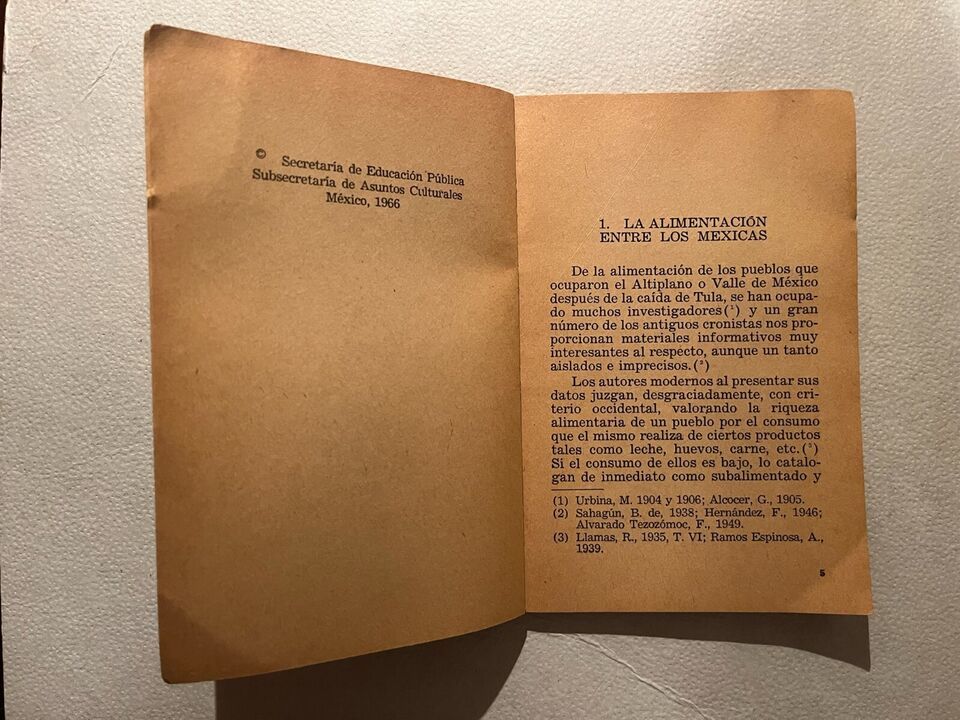 © Secretaría de Educación Pública
Subsecretaría de Asuntos Culturales
México, 1966
1. LA ALIMENTACIÓN
ENTRE LOS MEXICAS
De la alimentación de los pueblos que
ocuparon el Altiplano o Valle de México
después de la caída de Tula, se han ocupa-
do muchos investigadores(¹) y un gran
número de los antiguos cronistas nos pro-
porcionan materiales informativos muy
interesantes al respecto, aunque un tanto
aislados e imprecisos.(²)
Los autores modernos al presentar sus
datos juzgan, desgraciadamente, con cri-
terio occidental, valorando la riqueza
alimentaria de un pueblo por el consumo
que el mismo realiza de ciertos productos
tales como leche, huevos, carne, etc.(³)
Si el consumo de ellos es bajo, lo catalo-
gan de inmediato como subalimentado y
(1) Urbina, M. 1904 y 1906; Alcocer, G., 1905.
(2) Sahagún, B. de, 1938; Hernández, F., 1946;
Alvarado Tezozómoc, F., 1949.
(3) Llamas, R., 1935, T. VI; Ramos Espinosa, A.,
1939.
5